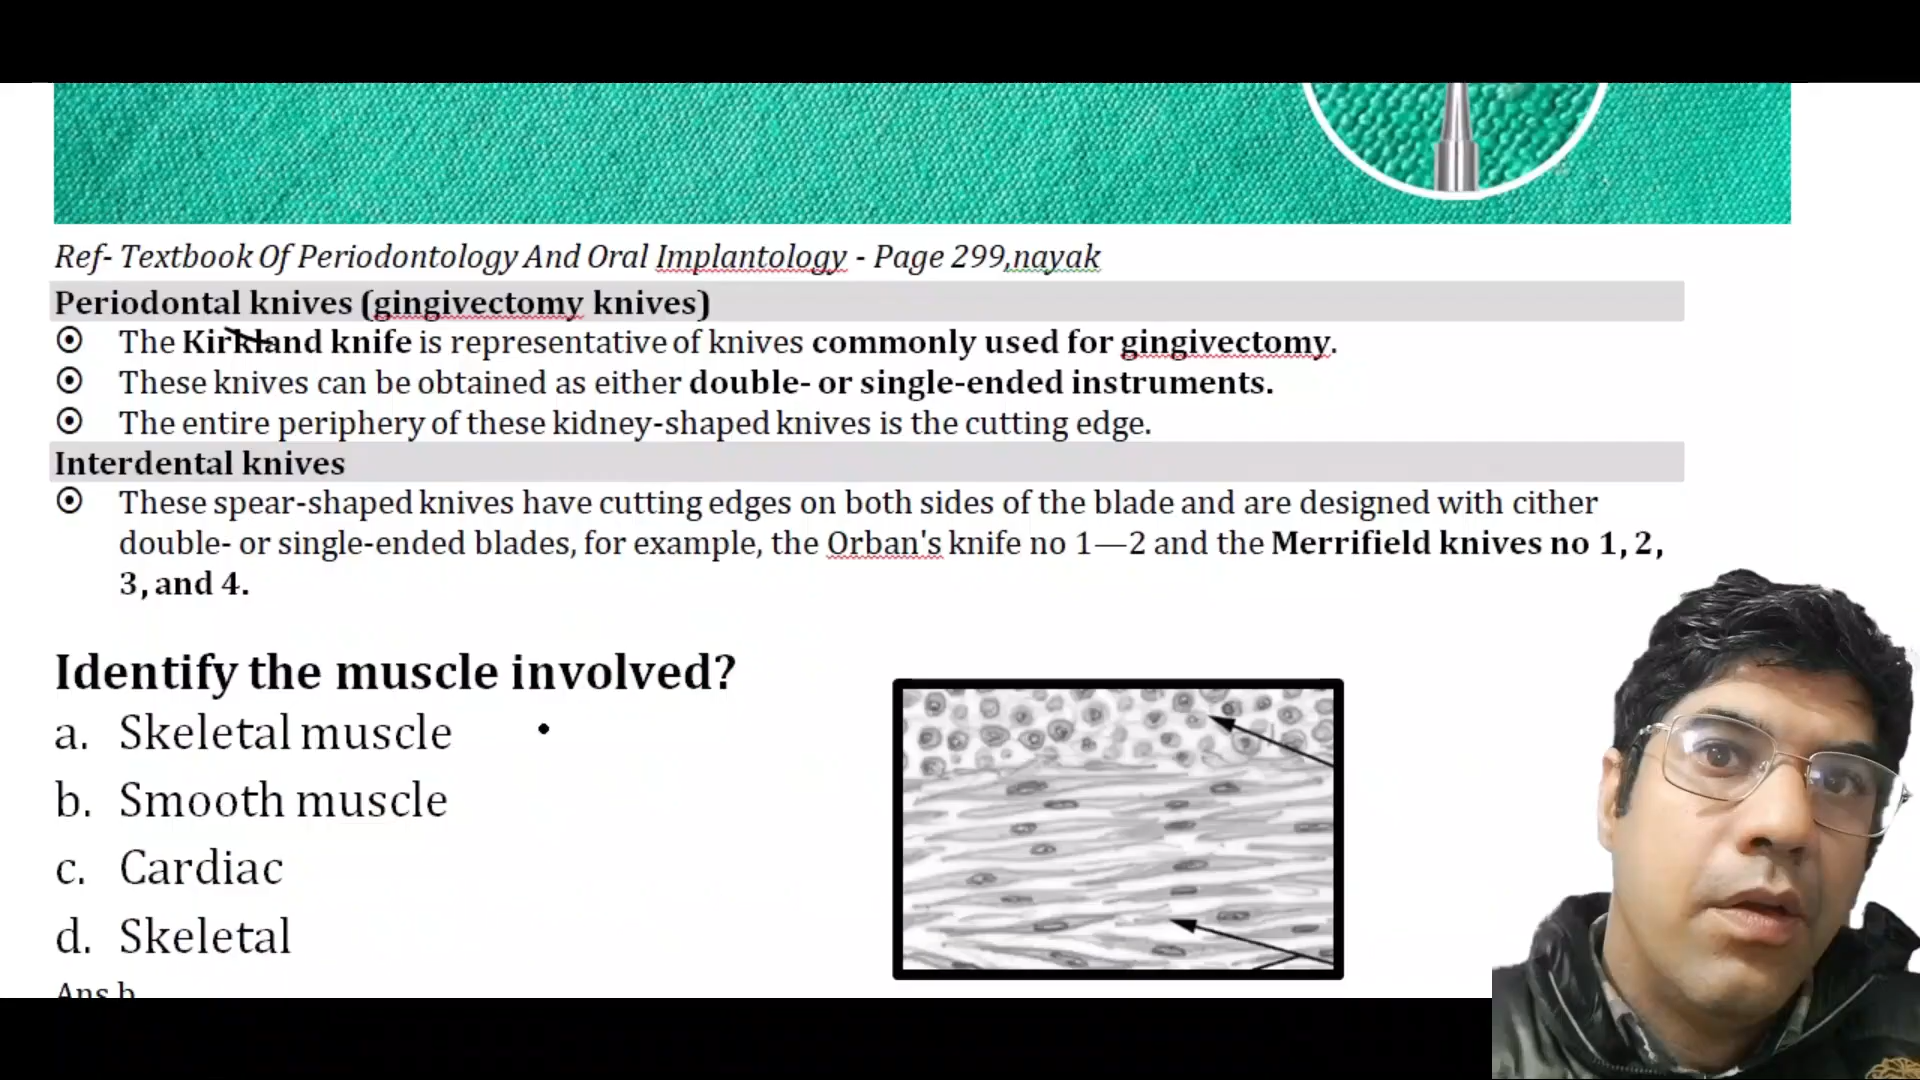 Ref- Textbook Of Periodontology And Oral Implantology - Page 299,nayak
Periodontal knives (gingivectomy knives)
The Kirkland knife is representative of knives commonly used for gingivectomy.
These knives can be obtained as either double- or single-ended instruments.
The entire periphery of these kidney-shaped knives is the cutting edge.
Interdental knives
These spear-shaped knives have cutting edges on both sides of the blade and are designed with cither
double- or single-ended blades, for example, the Orban's knife no 1—2 and the Merrifield knives no 1, 2,
3, and 4.
Identify the muscle involved?
a. Skeletal muscle
b. Smooth muscle
c. Cardiac
d. Skeletal
Ans b